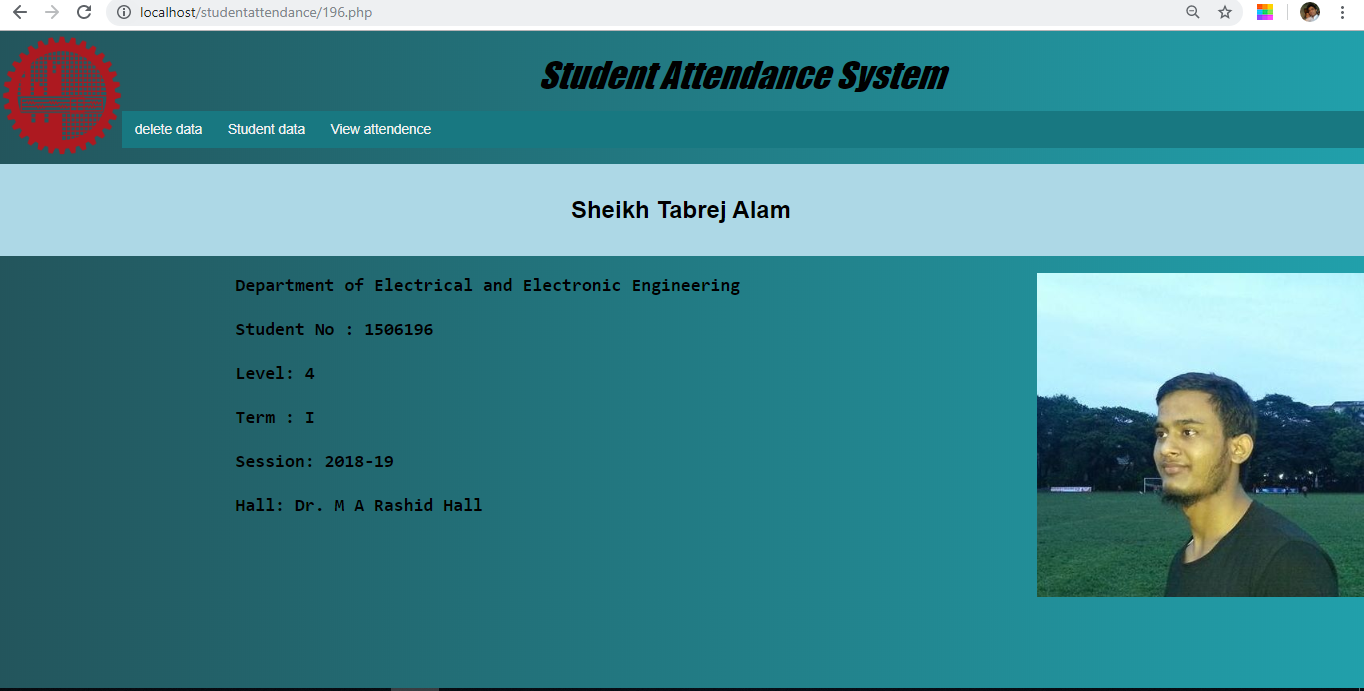 localhost/studentattendance/196.php
Student Attendance System
delete data Student data View attendence
Sheikh Tabrej Alam
Department of Electrical and Electronic Engineering
Student No : 1506196
Level: 4
Term : I
Session: 2018-19
Hall: Dr. M A Rashid Hall